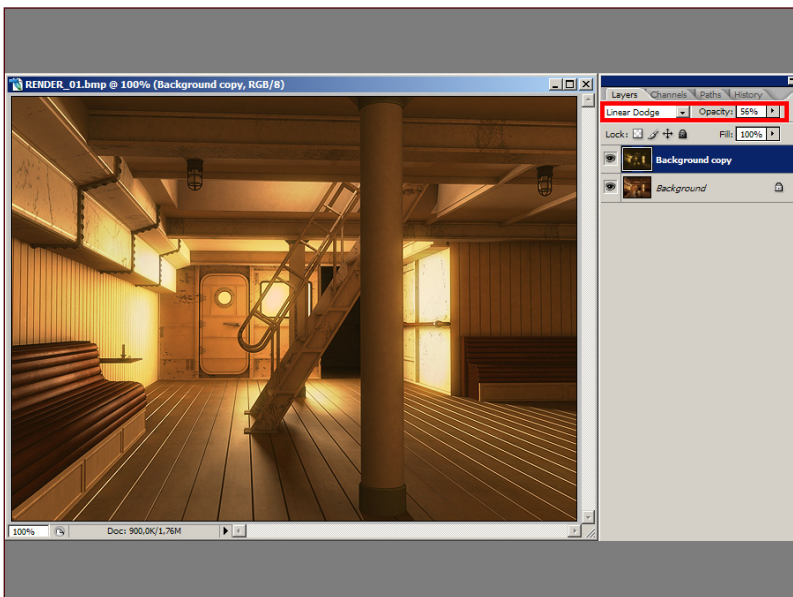 RENDER_01.bmp @ 100% (Background copy, RGB/8)
Layers Channels Paths History
Linear Dodge Opacity: 56%
Lock: Fill: 100%
Background copy
Background
100% Doc: 900,0K/1,76M